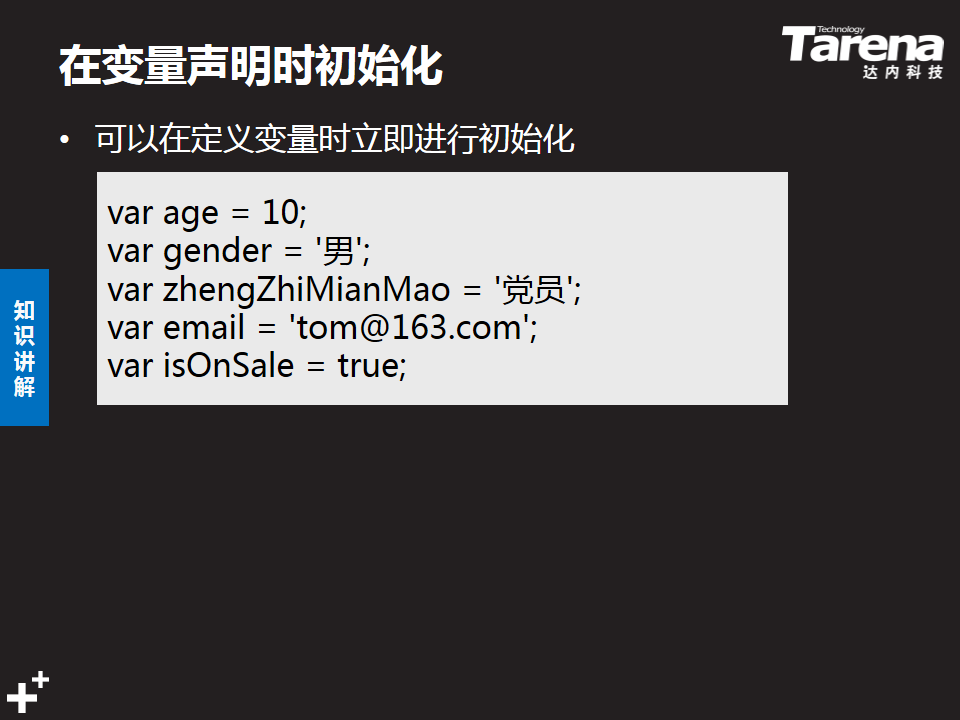 在变量声明时初始化
Technology
Tarena
达内科技
• 可以在定义变量时立即进行初始化
var age = 10;
var gender = '男';
var zhengZhiMianMao = '党员';
var email = 'tom@163.com';
var isOnSale = true;
知识讲解